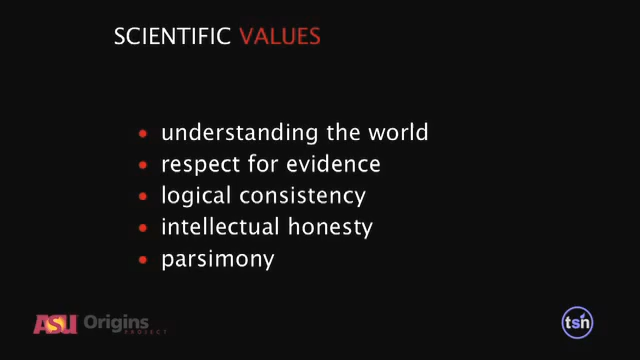 SCIENTIFIC VALUES
understanding the world
respect for evidence
logical consistency
intellectual honesty
parsimony
ASU Origins
PROJECT
tsn